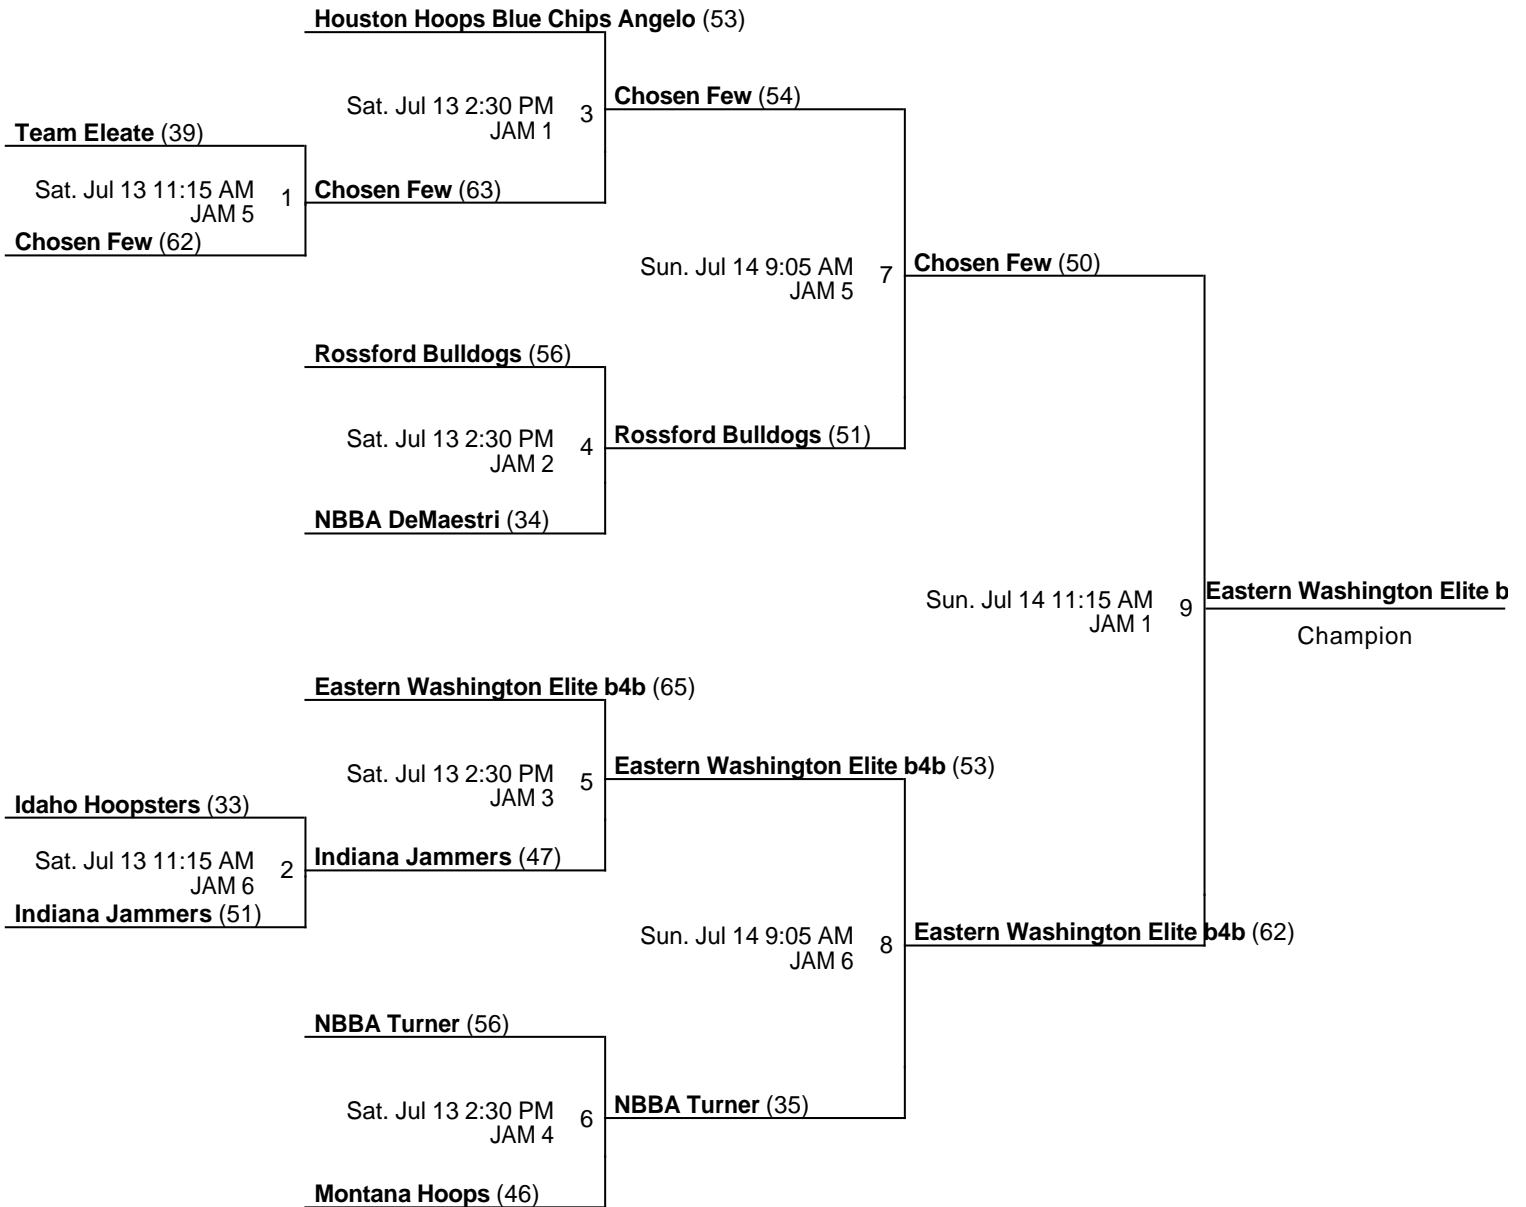 Houston Hoops Blue Chips Angelo (53)
Sat. Jul 13 2:30 PM
JAM 1
3
Chosen Few (54)
Team Eleate (39)
Sat. Jul 13 11:15 AM
JAM 5
1
Chosen Few (63)
Chosen Few (62)
Sun. Jul 14 9:05 AM
JAM 5
7
Chosen Few (50)
Rossford Bulldogs (56)
Sat. Jul 13 2:30 PM
JAM 2
4
Rossford Bulldogs (51)
NBBA DeMaestri (34)
Sun. Jul 14 11:15 AM
JAM 1
9
Eastern Washington Elite b
Champion
Eastern Washington Elite b4b (65)
Sat. Jul 13 2:30 PM
JAM 3
5
Eastern Washington Elite b4b (53)
Idaho Hoopsters (33)
Sat. Jul 13 11:15 AM
JAM 6
2
Indiana Jammers (47)
Indiana Jammers (51)
Sun. Jul 14 9:05 AM
JAM 6
8
Eastern Washington Elite b4b (62)
NBBA Turner (56)
Sat. Jul 13 2:30 PM
JAM 4
6
NBBA Turner (35)
Montana Hoops (46)